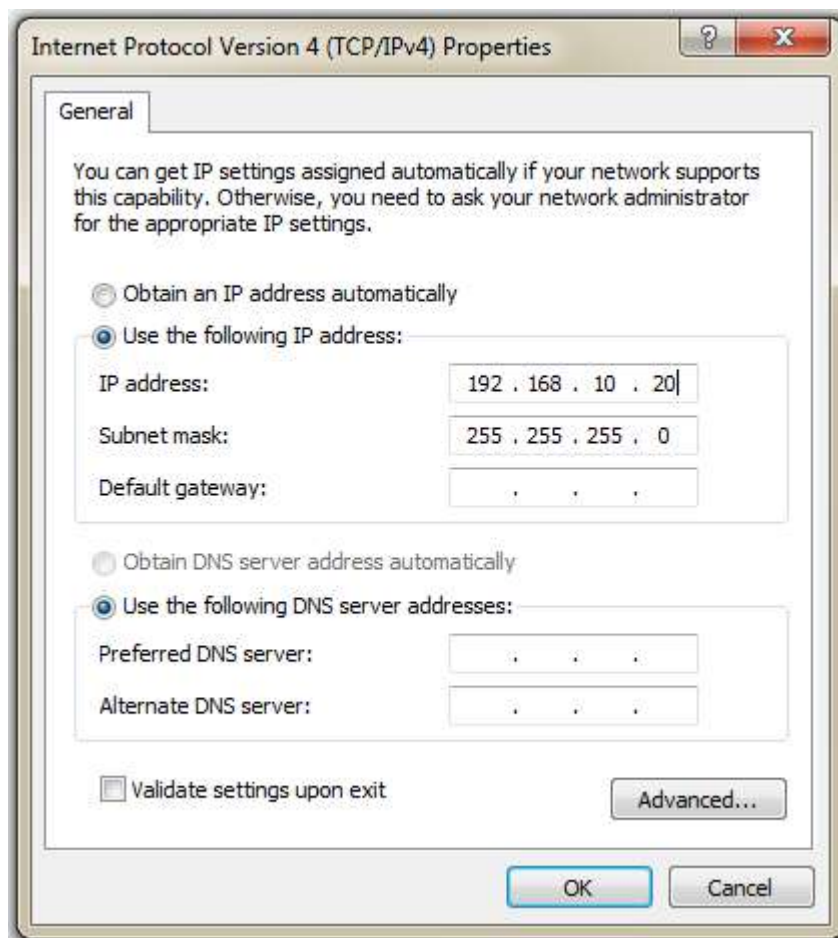 Internet Protocol Version 4 (TCP/IPv4) Properties
?
General
You can get IP settings assigned automatically if your network supports
this capability. Otherwise, you need to ask your network administrator
for the appropriate IP settings.
Obtain an IP address automatically
Use the following IP address:
IP address: 192 . 168 . 10 . 20
Subnet mask: 255 . 255 . 255 . 0
Default gateway: . . .
Obtain DNS server address automatically
Use the following DNS server addresses:
Preferred DNS server: . . .
Alternate DNS server: . . .
Validate settings upon exit
Advanced...
OK Cancel